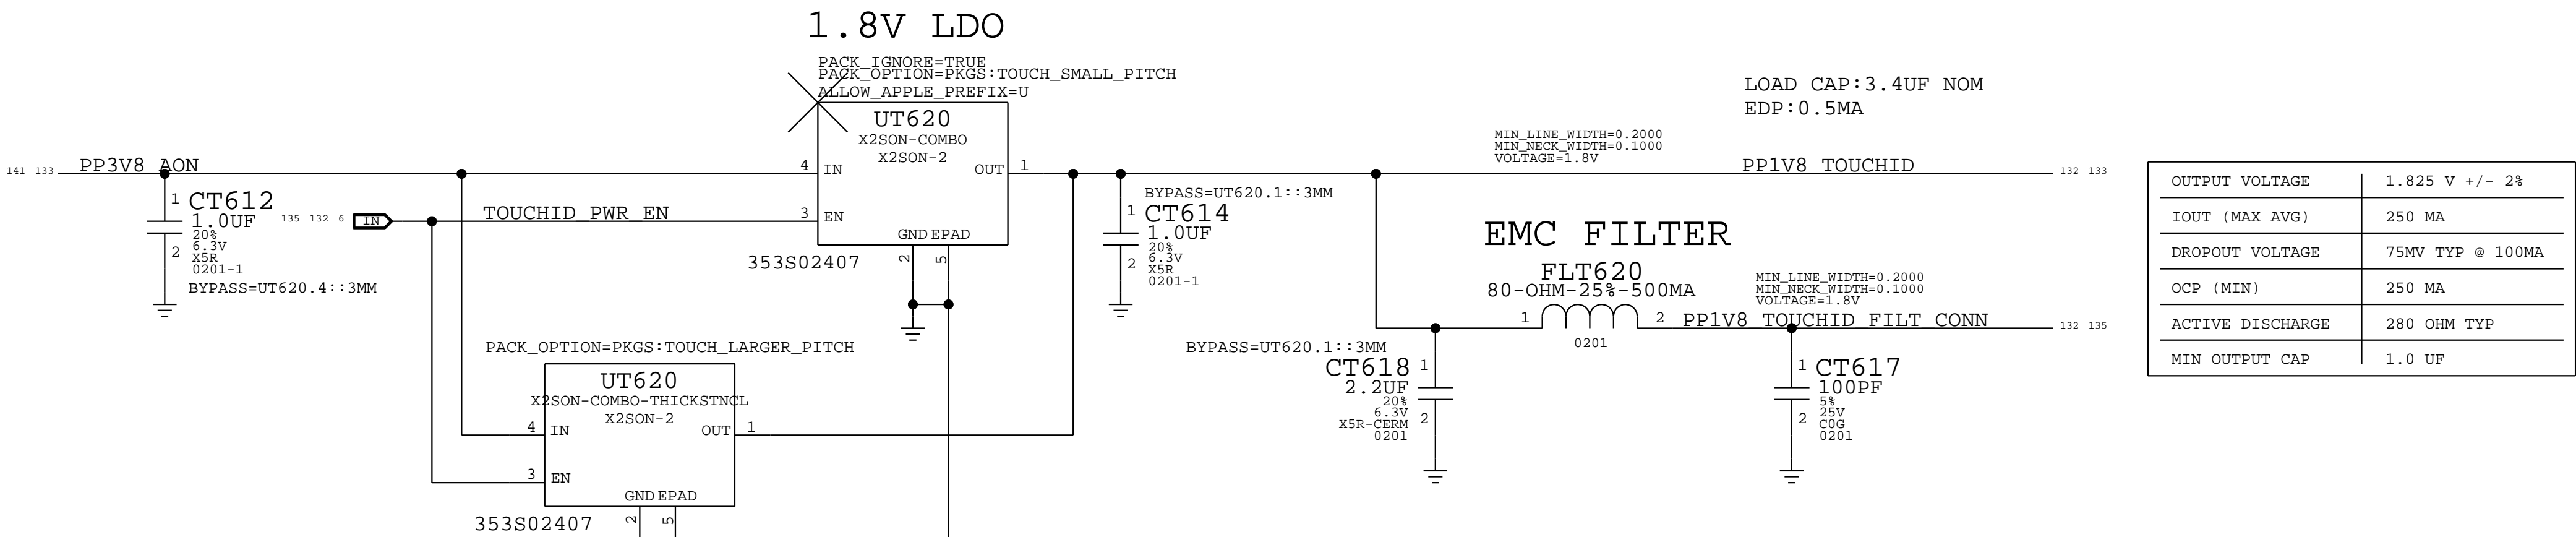 1.8V LDO
PACK_IGNORE=TRUE
PACK_OPTION=PKGS:TOUCH_SMALL_PITCH
ALLOW_APPLE_PREFIX=U
UT620
X2SON-COMBO
X2SON-2
4 IN
OUT 1
3 EN
GND EPAD
2 5
353S02407
141 133
PP3V8_AON
1 CT612
1.0UF
20%
6.3V
2 X5R
0201-1
BYPASS=UT620.4::3MM
135 132 6
IN
TOUCHID_PWR_EN
PACK_OPTION=PKGS:TOUCH_LARGER_PITCH
UT620
X2SON-COMBO-THICKSTNCL
X2SON-2
4 IN
OUT 1
3 EN
GND EPAD
2 5
353S02407
BYPASS=UT620.1::3MM
1 CT614
1.0UF
20%
6.3V
2 X5R
0201-1
LOAD CAP:3.4UF NOM
EDP:0.5MA
MIN_LINE_WIDTH=0.2000
MIN_NECK_WIDTH=0.1000
VOLTAGE=1.8V
PP1V8_TOUCHID
132 133
EMC FILTER
FLT620
80-OHM-25%-500MA
1 2
0201
MIN_LINE_WIDTH=0.2000
MIN_NECK_WIDTH=0.1000
VOLTAGE=1.8V
PP1V8_TOUCHID_FILT_CONN
132 135
BYPASS=UT620.1::3MM
CT618 1
2.2UF
20%
6.3V
X5R-CERM 2
0201
1 CT617
100PF
5%
25V
2 C0G
0201
OUTPUT VOLTAGE 1.825 V +/- 2%
IOUT (MAX AVG) 250 MA
DROPOUT VOLTAGE 75MV TYP @ 100MA
OCP (MIN) 250 MA
ACTIVE DISCHARGE 280 OHM TYP
MIN OUTPUT CAP 1.0 UF